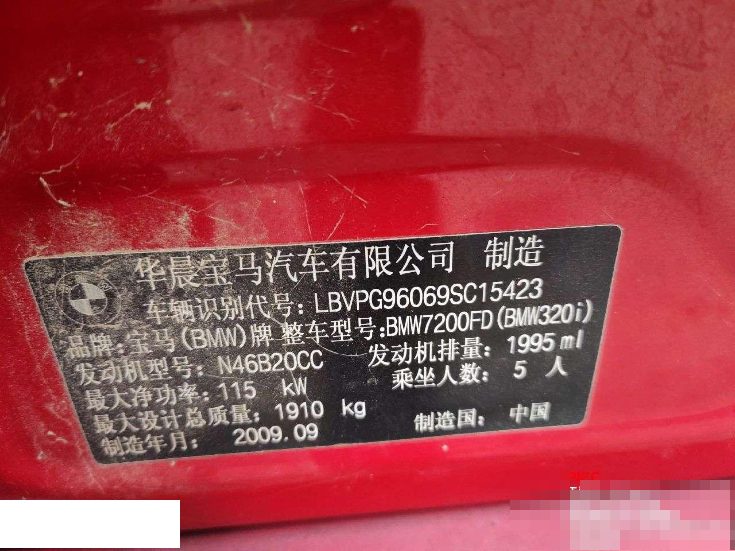 华晨宝马汽车有限公司 制造
车辆识别代号: LBVPG96069SC15423
品牌: 宝马(BMW)牌 整车型号: BMW7200FD(BMW320i)
发动机型号: N46B20CC 发动机排量: 1995 ml
最大净功率: 115 kW 乘坐人数: 5 人
最大设计总质量: 1910 kg 制造国: 中国
制造年月: 2009.09